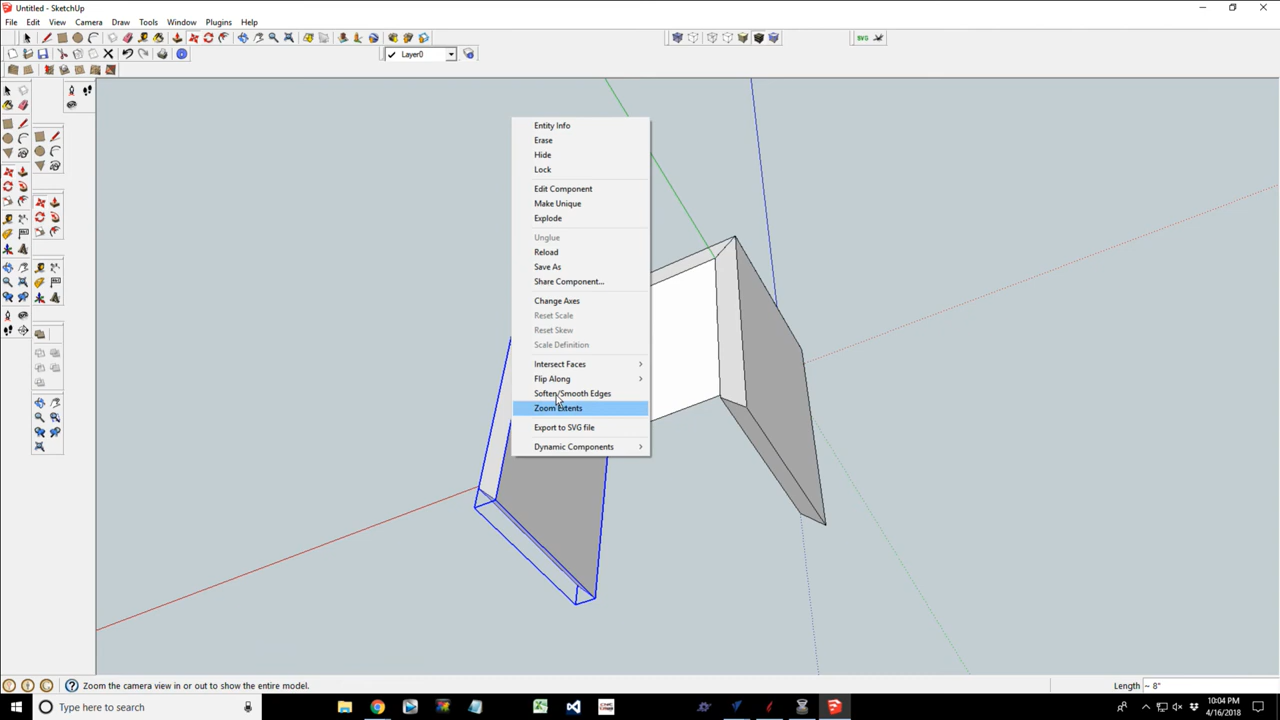 Untitled - SketchUp
File Edit View Camera Draw Tools Window Plugins Help
SVG
Layer0
Entity Info
Erase
Hide
Lock
Edit Component
Make Unique
Explode
Unglue
Reload
Save As
Share Component...
Change Axes
Reset Scale
Reset Skew
Scale Definition
Intersect Faces
Flip Along
Soften/Smooth Edges
Zoom Extents
Export to SVG file
Dynamic Components
Zoom the camera view in or out to show the entire model.
Length ~ 8"
Type here to search
10:04 PM
4/16/2018